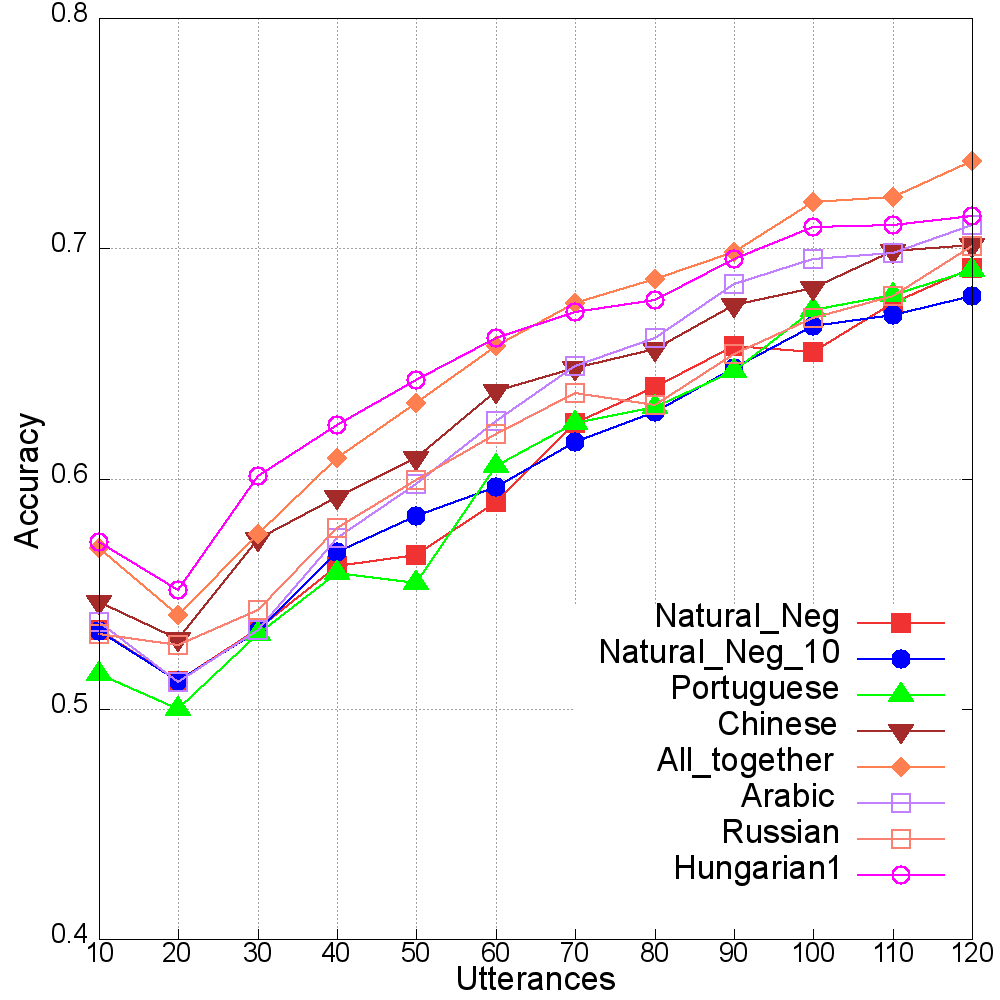 0.8
0.7
0.6
0.5
0.4
Accuracy
Natural_Neg
Natural_Neg_10
Portuguese
Chinese
All_together
Arabic
Russian
Hungarian1
10 20 30 40 50 60 70 80 90 100 110 120
Utterances